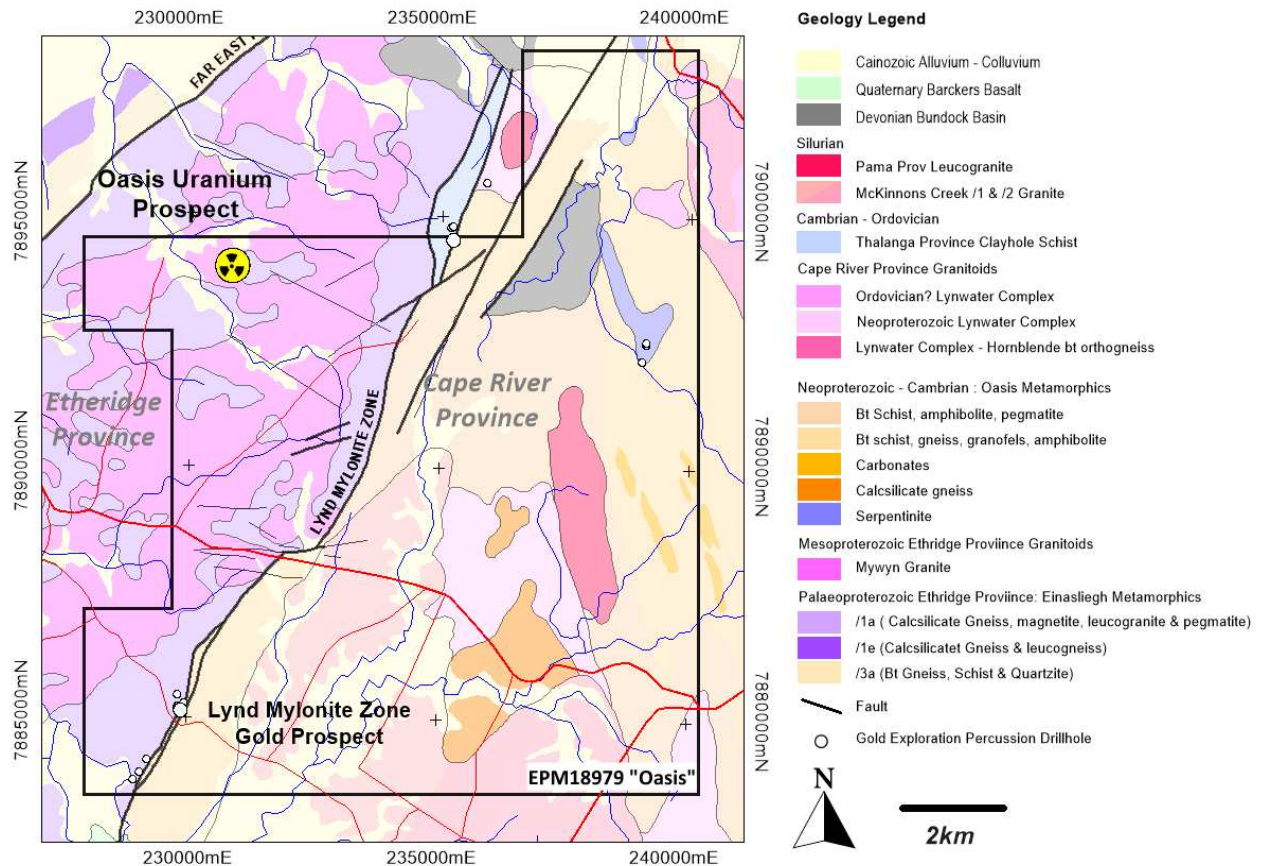 230000mE
235000mE
240000mE
FAR EAST
Oasis Uranium
Prospect
7895000mN
7900000mN
Etheridge
Province
Cape River
Province
LYND MYLONITE ZONE
7890000mN
7890000mN
Lynd Mylonite Zone
Gold Prospect
7885000mN
7880000mN
EPM18979 "Oasis"
230000mE
235000mE
240000mE
Geology Legend
Cainozoic Alluvium - Colluvium
Quaternary Barckers Basalt
Devonian Bundock Basin
Silurian
Pama Prov Leucogranite
McKinnons Creek /1 & /2 Granite
Cambrian - Ordovician
Thalanga Province Clayhole Schist
Cape River Province Granitoids
Ordovician? Lynwater Complex
Neoproterozoic Lynwater Complex
Lynwater Complex - Hornblende bt orthogneiss
Neoproterozoic - Cambrian : Oasis Metamorphics
Bt Schist, amphibolite, pegmatite
Bt schist, gneiss, granofels, amphibolite
Carbonates
Calcsilicate gneiss
Serpentinite
Mesoproterozoic Ethridge Proviince Granitoids
Mywyn Granite
Palaeoproterozoic Ethridge Proviince: Einasliegh Metamorphics
/1a ( Calcsilicate Gneiss, magnetite, leucogranite & pegmatite)
/1e (Calcsilicatet Gneiss & leucogneiss)
/3a (Bt Gneiss, Schist & Quartzite)
Fault
Gold Exploration Percussion Drillhole
N
2km